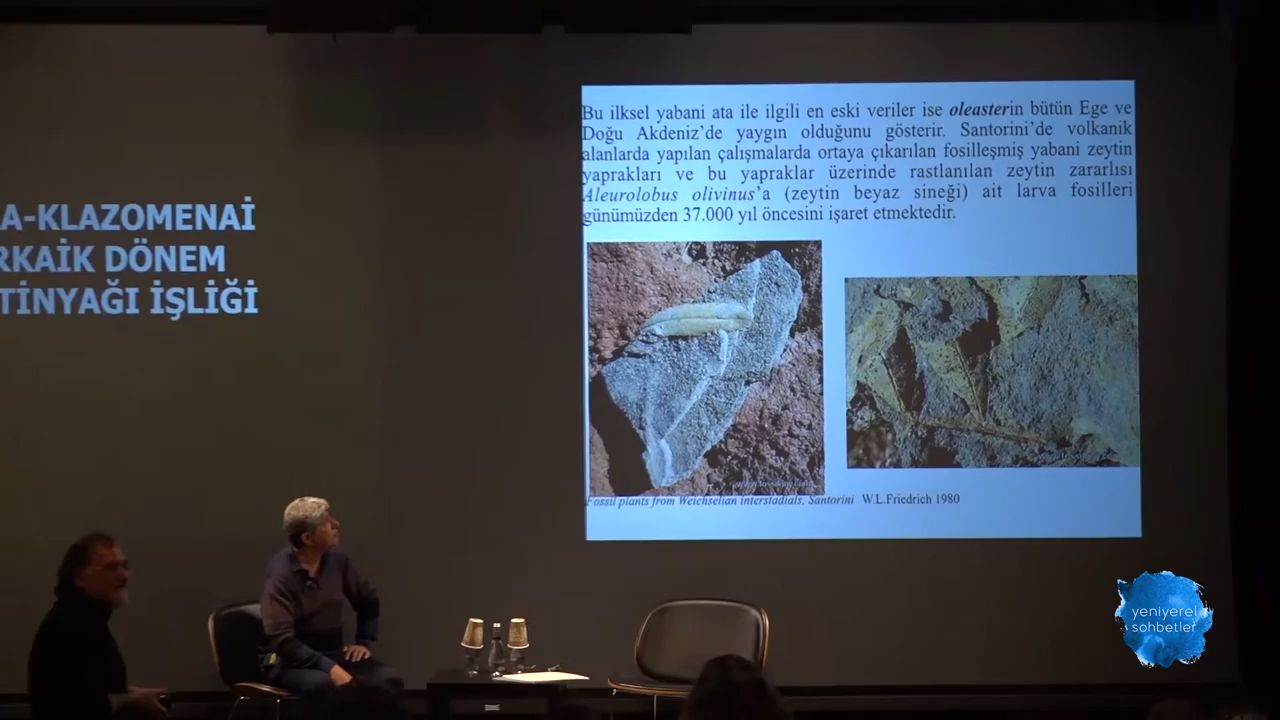 A-KLAZOMENAİ
RKAİK DÖNEM
TİNYAĞI İŞLİĞİ
Bu ilksel yabani ata ile ilgili en eski veriler ise oleasterin bütün Ege ve
Doğu Akdeniz’de yaygın olduğunu gösterir. Santorini’de volkanik
alanlarda yapılan çalışmalarda ortaya çıkarılan fosilleşmiş yabani zeytin
yaprakları ve bu yapraklar üzerinde rastlanılan zeytin zararlısı
Aleurolobus olivinus’a (zeytin beyaz sineği) ait larva fosilleri
günümüzden 37.000 yıl öncesini işaret etmektedir.
Fossil plants from Weichselian interstadials, Santorini W.L.Friedrich 1980
yeniyerel
sohbetler